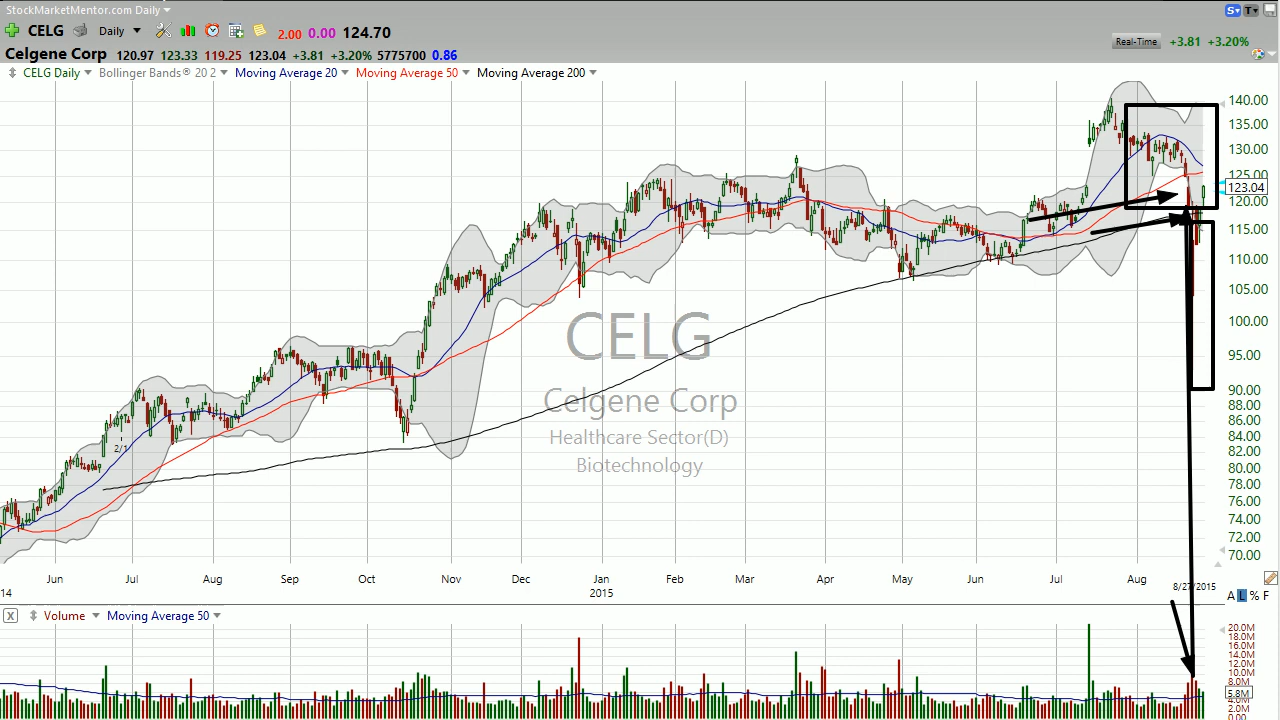 StockMarketMentor.com Daily
S T
CELG Daily 2.00 0.00 124.70
Real-Time +3.81 +3.20%
Celgene Corp 120.97 123.33 119.25 123.04 +3.81 +3.20% 5775700 0.86
CELG Daily Bollinger Bands® 20 2 Moving Average 20 Moving Average 50 Moving Average 200
140.00
135.00
130.00
125.00
123.04
120.00
115.00
110.00
105.00
100.00
95.00
90.00
88.00
86.00
84.00
82.00
80.00
78.00
76.00
74.00
72.00
70.00
CELG
Celgene Corp
Healthcare Sector(D)
Biotechnology
2/1
Jun Jul Aug Sep Oct Nov Dec Jan Feb Mar Apr May Jun Jul Aug
14 2015 8/27/2015
A L % F
X Volume Moving Average 50
20.0M
18.0M
16.0M
14.0M
12.0M
10.0M
8.0M
5.8M
4.0M
2.0M
0.00